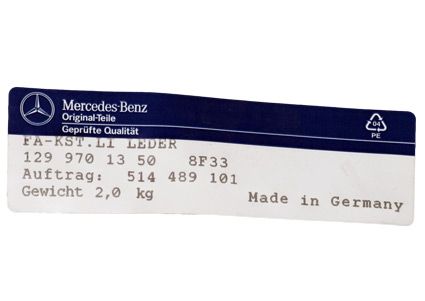 Mercedes-Benz
Original-Teile
Geprüfte Qualität
04
PE
FA-KST.LI LEDER
129 970 13 50 8F33
Auftrag: 514 489 101
Gewicht 2,0 kg
Made in Germany